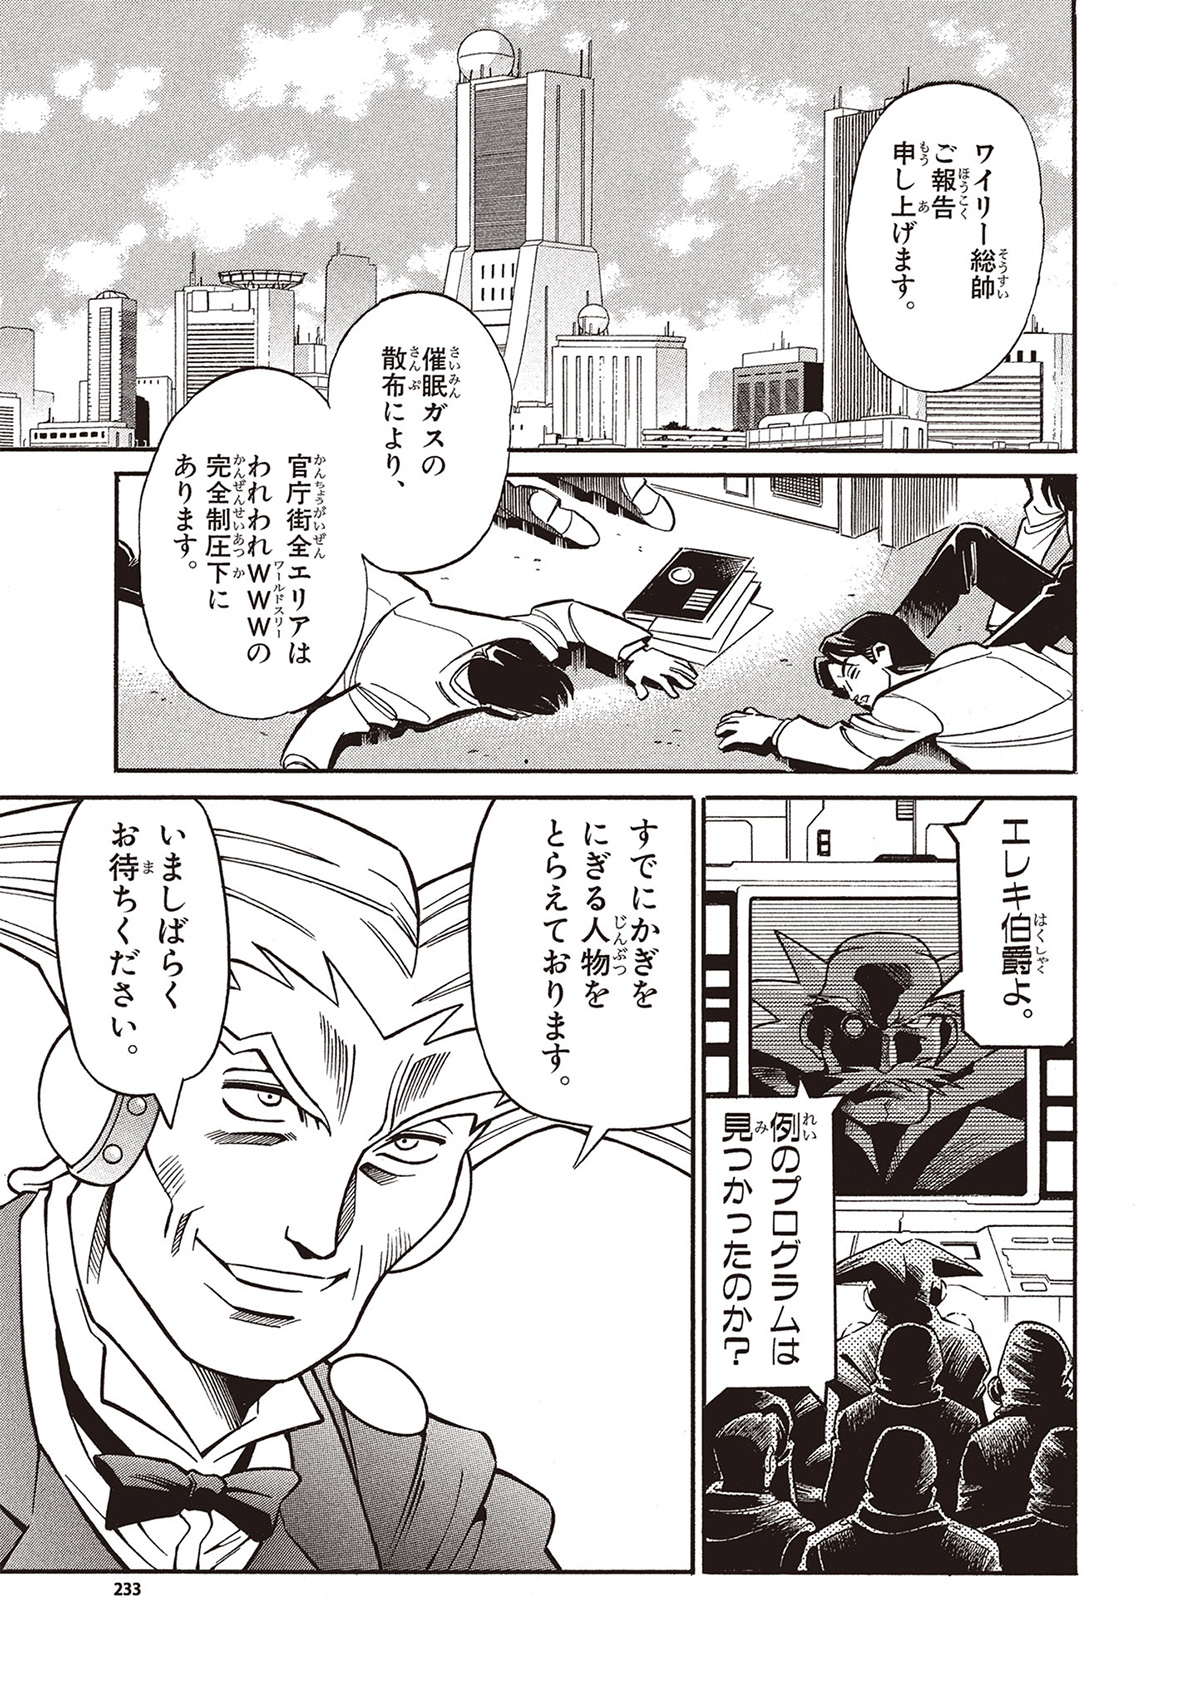 ワイリー総師
ご報告
申し上げます。
催眠ガスの
散布により、
官庁街全エリアは
われわれWWWの
完全制圧下に
あります。
エレキ伯爵よ。
例のプログラムは
見つかったのか?
すでにかぎを
にぎる人物を
とらえております。
いましばらく
お待ちください。
233